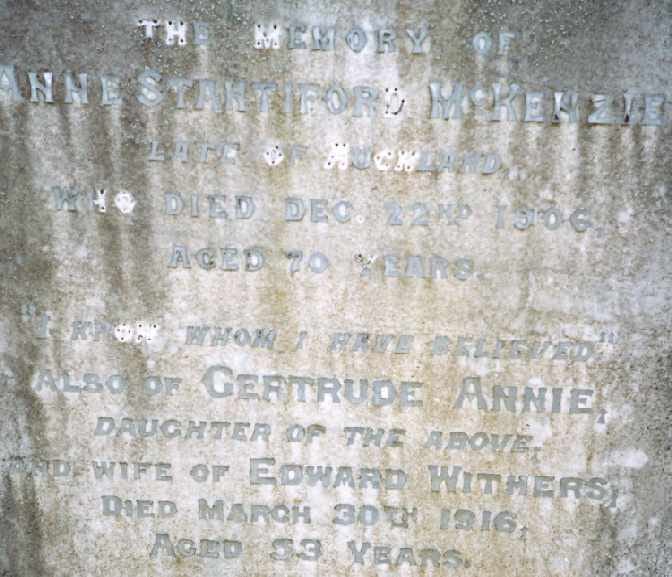 THE MEMORY OF
ANNE STANTIFORD MCKENZIE
LATE OF AUCKLAND,
WHO DIED DEC. 22ND 1906.
AGED 70 YEARS.
"I KNOW WHOM I HAVE BELIEVED."
ALSO OF GERTRUDE ANNIE,
DAUGHTER OF THE ABOVE,
AND WIFE OF EDWARD WITHERS,
DIED MARCH 30TH 1916,
AGED 53 YEARS.